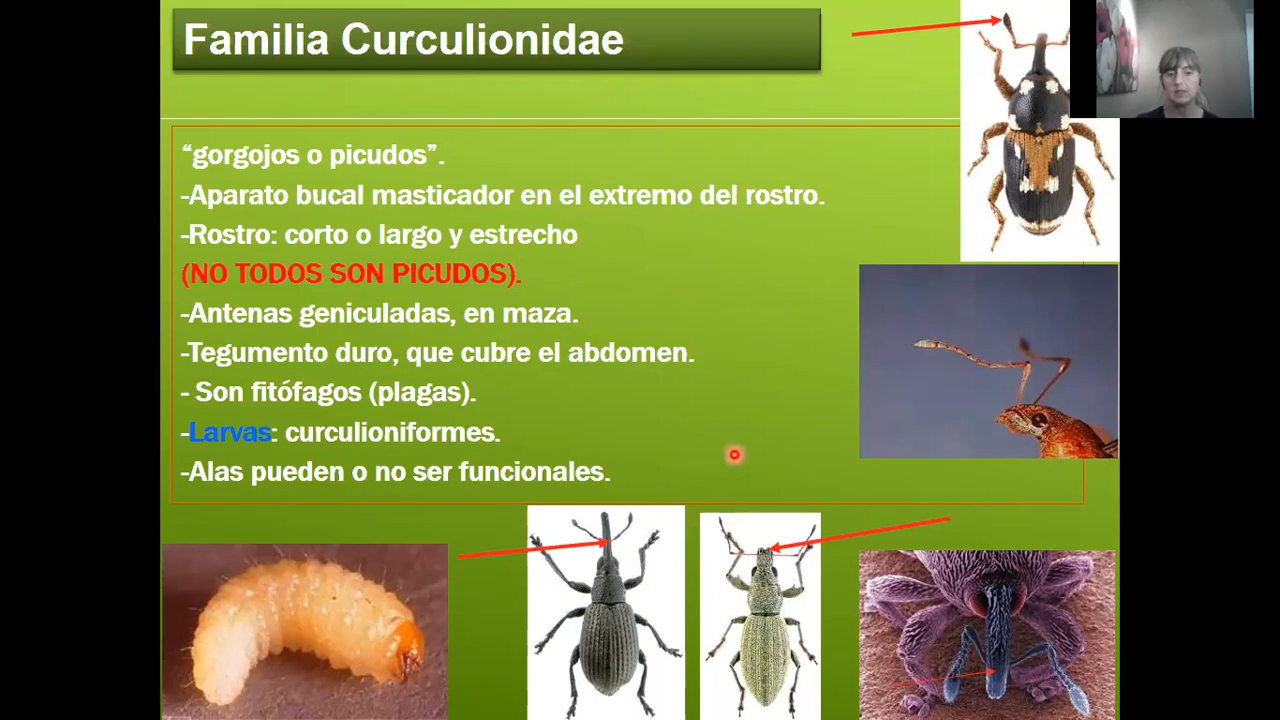 Familia Curculionidae
“gorgojos o picudos”.
-Aparato bucal masticador en el extremo del rostro.
-Rostro: corto o largo y estrecho
(NO TODOS SON PICUDOS).
-Antenas geniculadas, en maza.
-Tegumento duro, que cubre el abdomen.
- Son fitófagos (plagas).
-Larvas: curculioniformes.
-Alas pueden o no ser funcionales.